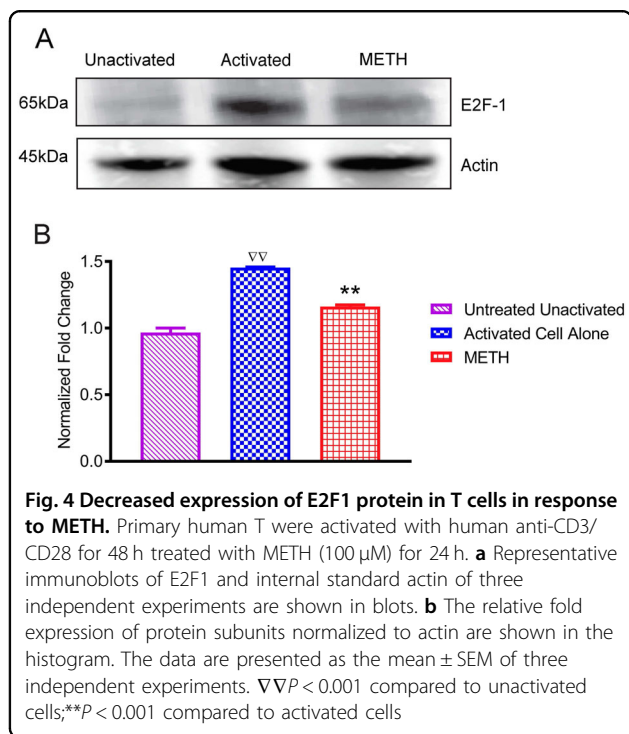 A
Unactivated Activated METH
65kDa E2F-1
45kDa Actin
B
∇∇
**
Normalized Fold Change
1.5
1.0
0.5
0.0
Untreated Unactivated
Activated Cell Alone
METH
Fig. 4 Decreased expression of E2F1 protein in T cells in response
to METH. Primary human T were activated with human anti-CD3/
CD28 for 48 h treated with METH (100 μM) for 24 h. a Representative
immunoblots of E2F1 and internal standard actin of three
independent experiments are shown in blots. b The relative fold
expression of protein subunits normalized to actin are shown in the
histogram. The data are presented as the mean ± SEM of three
independent experiments. ∇∇P < 0.001 compared to unactivated
cells;**P < 0.001 compared to activated cells